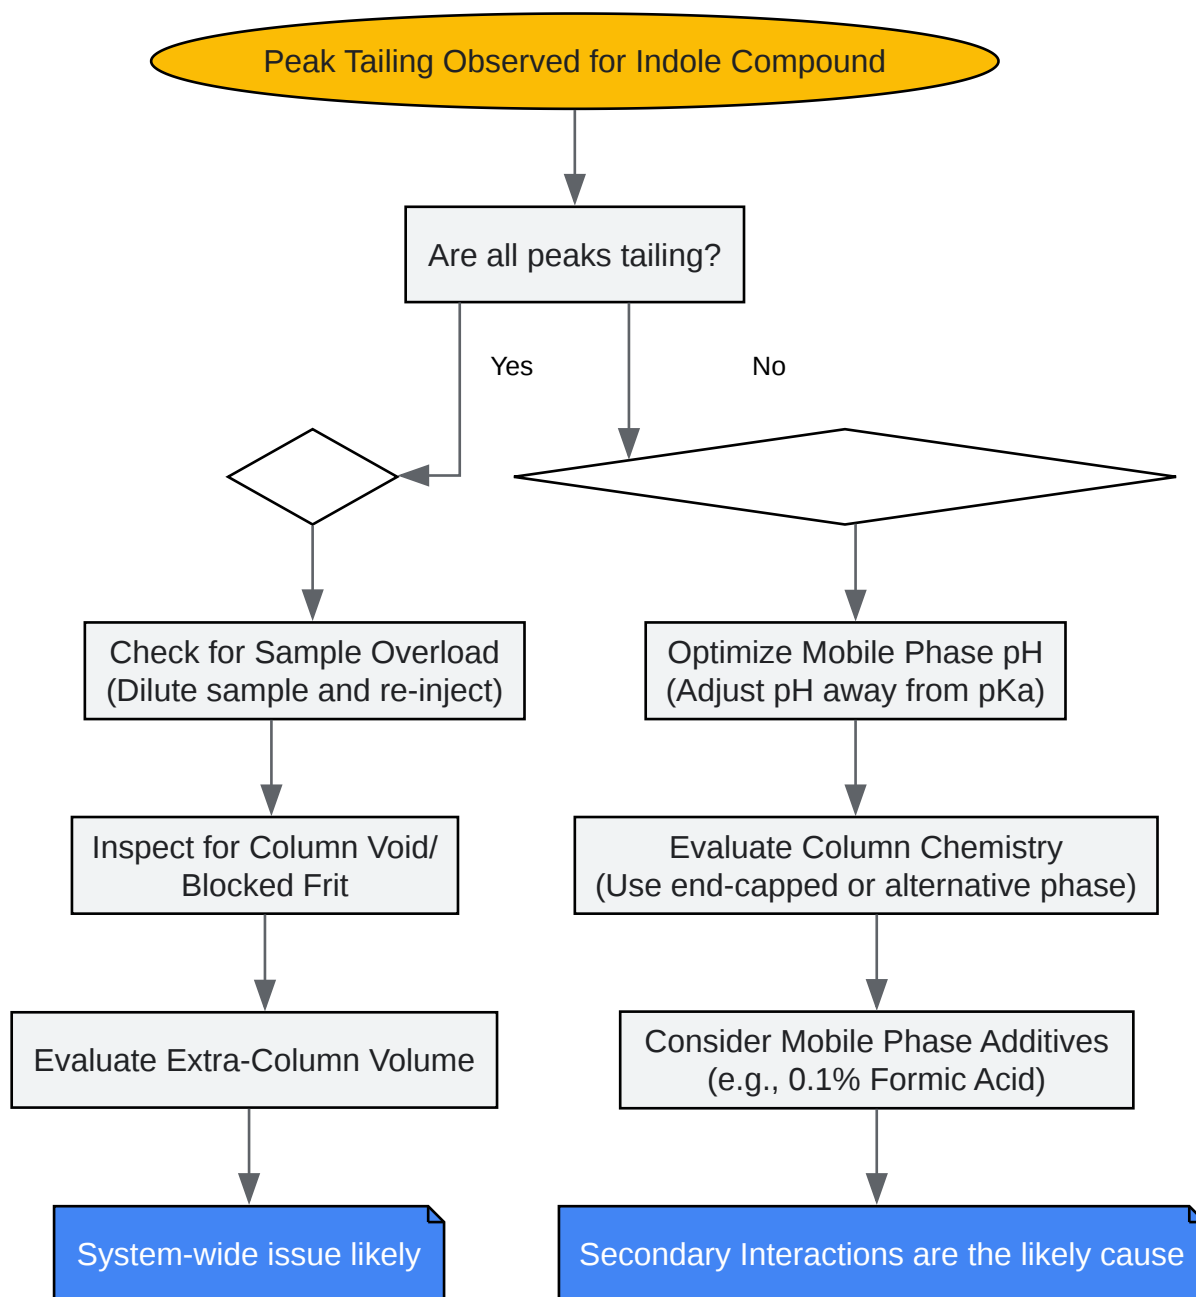 Peak Tailing Observed for Indole Compound
Are all peaks tailing?
Yes
No
Check for Sample Overload
(Dilute sample and re-inject)
Optimize Mobile Phase pH
(Adjust pH away from pKa)
Inspect for Column Void/
Blocked Frit
Evaluate Column Chemistry
(Use end-capped or alternative phase)
Evaluate Extra-Column Volume
Consider Mobile Phase Additives
(e.g., 0.1% Formic Acid)
System-wide issue likely
Secondary Interactions are the likely cause